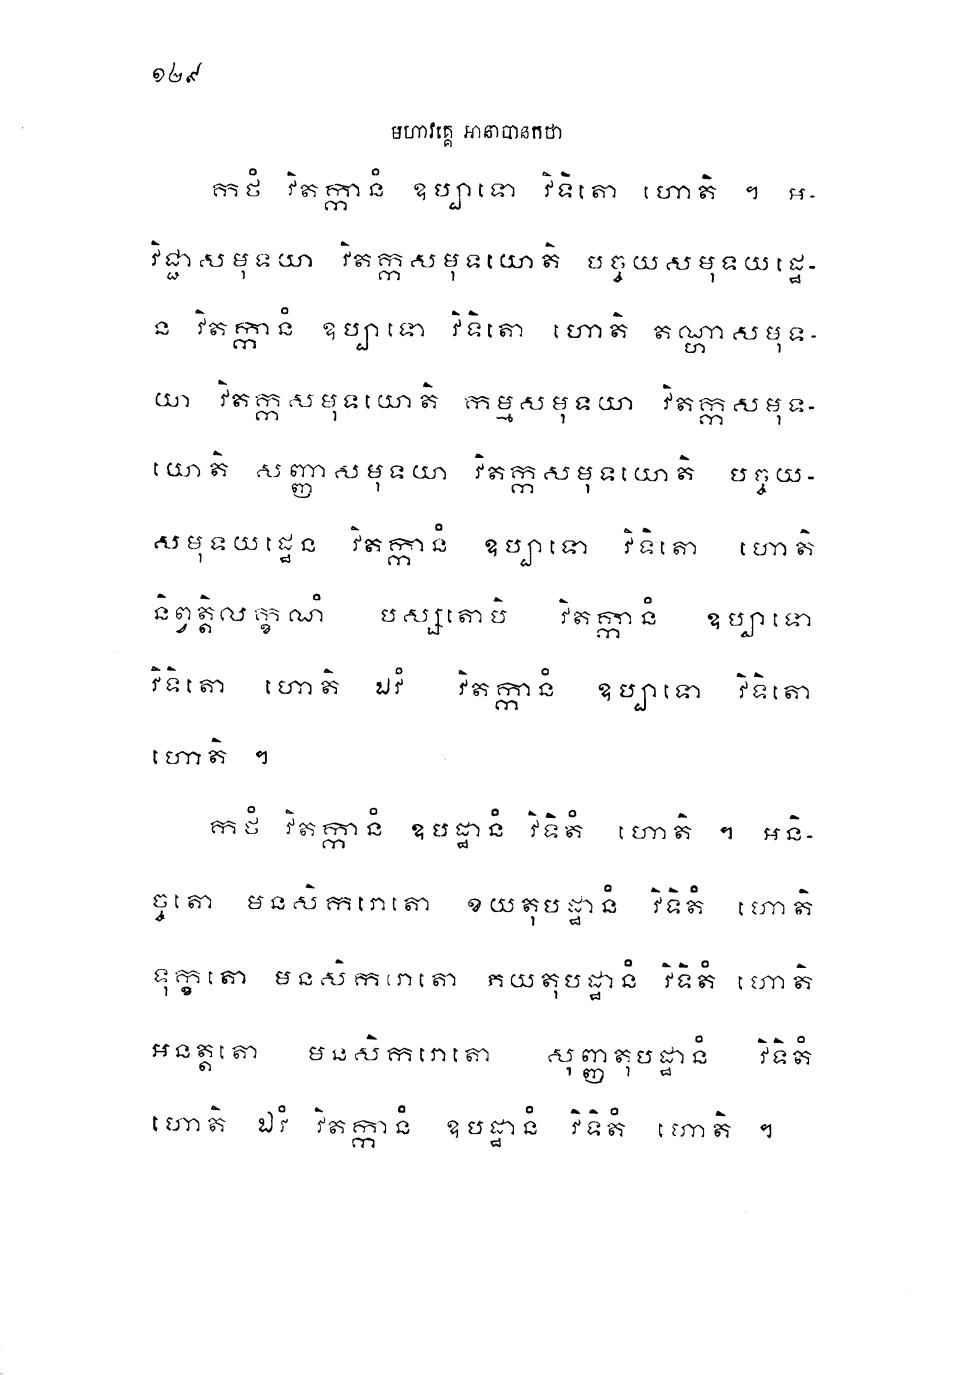 ១២៩
មហាវគ្គេ អានាបានកថា
កថំ វិតក្កានំ ឧប្បាទោ វិទិតោ ហោតិ ។ អ-
វិជ្ជាសមុទយា វិតក្កសមុទយោតិ បច្ចយសមុទយដ្ឋេ-
ន វិតក្កានំ ឧប្បាទោ វិទិតោ ហោតិ តណ្ហាសមុទ-
យា វិតក្កសមុទយោតិ កម្មសមុទយា វិតក្កសមុទ-
យោតិ សញ្ញាសមុទយា វិតក្កសមុទយោតិ បច្ចយ-
សមុទយដ្ឋេន វិតក្កានំ ឧប្បាទោ វិទិតោ ហោតិ
និព្វត្តិលក្ខណំ បស្សតោបិ វិតក្កានំ ឧប្បាទោ
វិទិតោ ហោតិ ឯវំ វិតក្កានំ ឧប្បាទោ វិទិតោ
ហោតិ ។
កថំ វិតក្កានំ ឧបដ្ឋានំ វិទិតំ ហោតិ ។ អនិ-
ច្ចតោ មនសិករោតោ ខយតុបដ្ឋានំ វិទិតំ ហោតិ
ទុក្ខតោ មនសិករោតោ ភយតុបដ្ឋានំ វិទិតំ ហោតិ
អនត្តតោ មនសិករោតោ សុញ្ញតុបដ្ឋានំ វិទិតំ
ហោតិ ឯវំ វិតក្កានំ ឧបដ្ឋានំ វិទិតំ ហោតិ ។